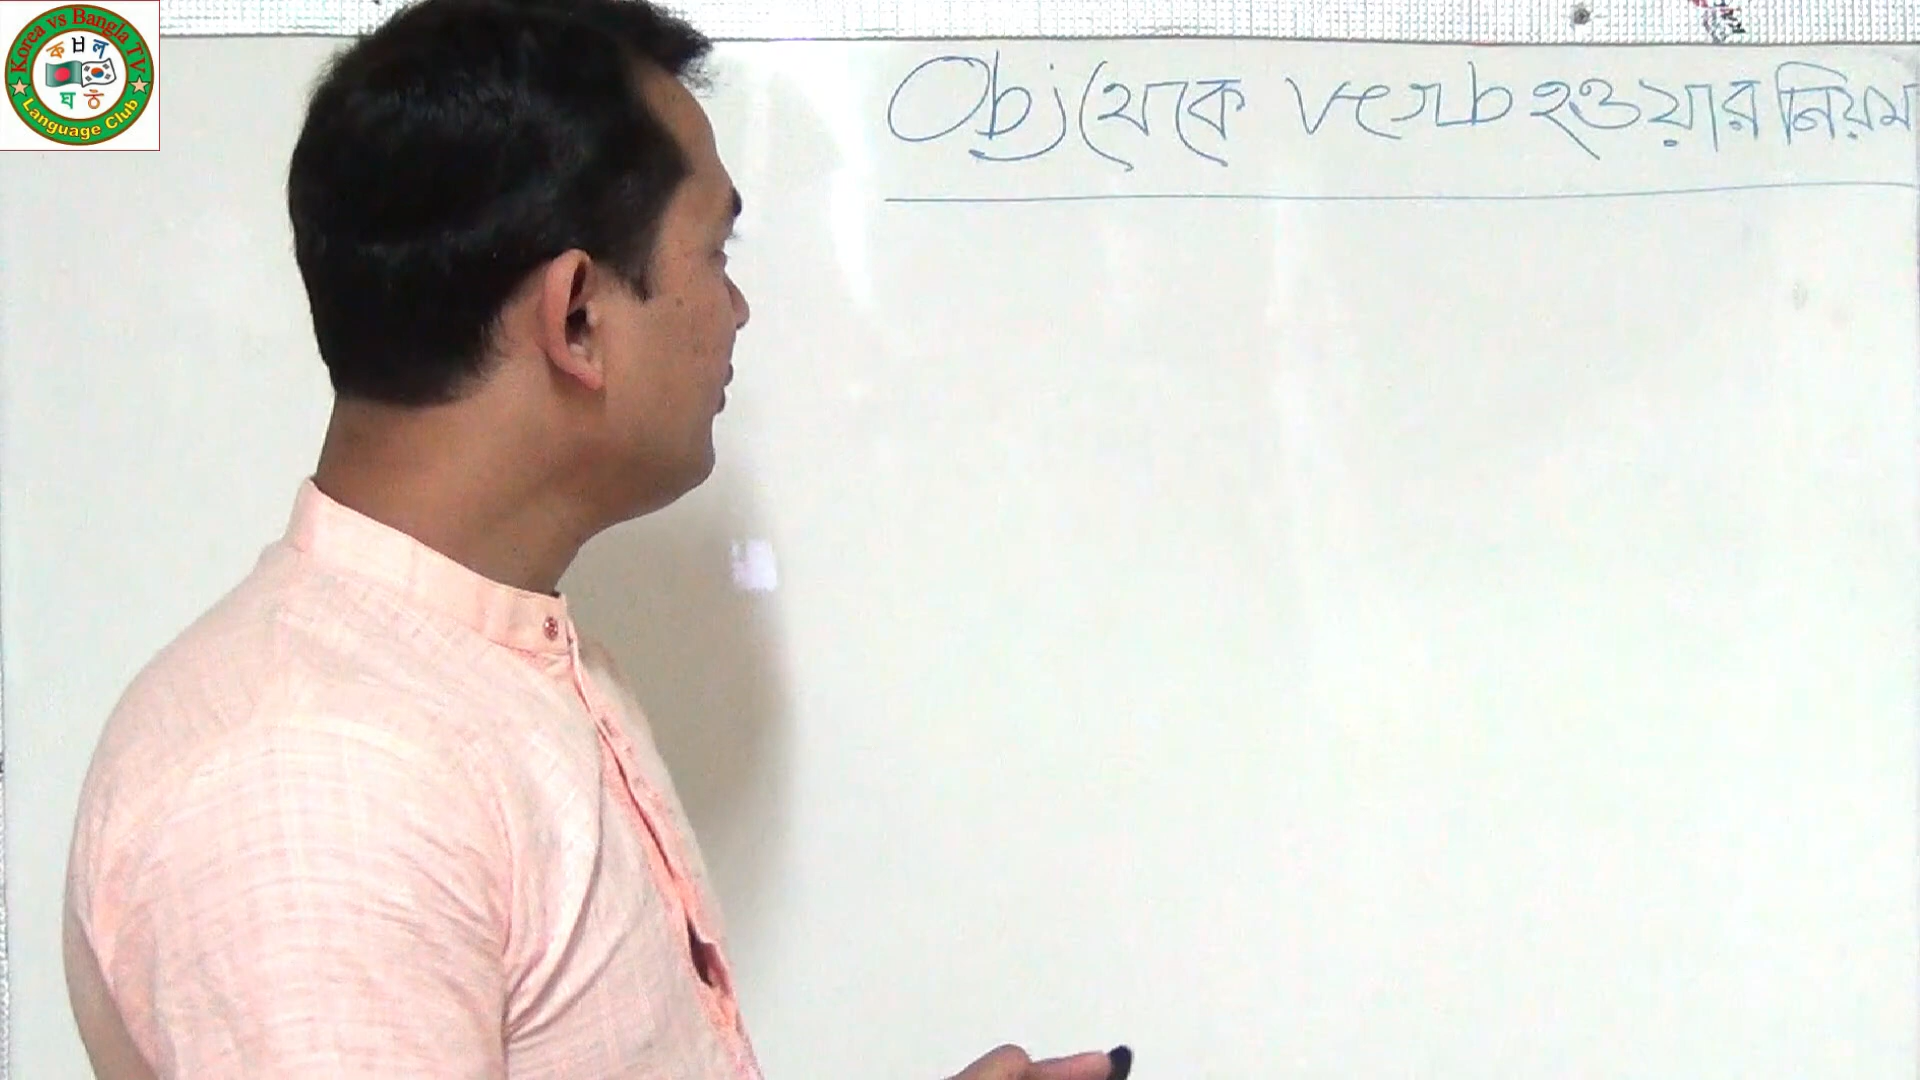 Korea vs Bangla TV
ক ㅂ ল
ঘ ㅎ
Language Club
Obj থেকে verb হওয়ার নিয়ম